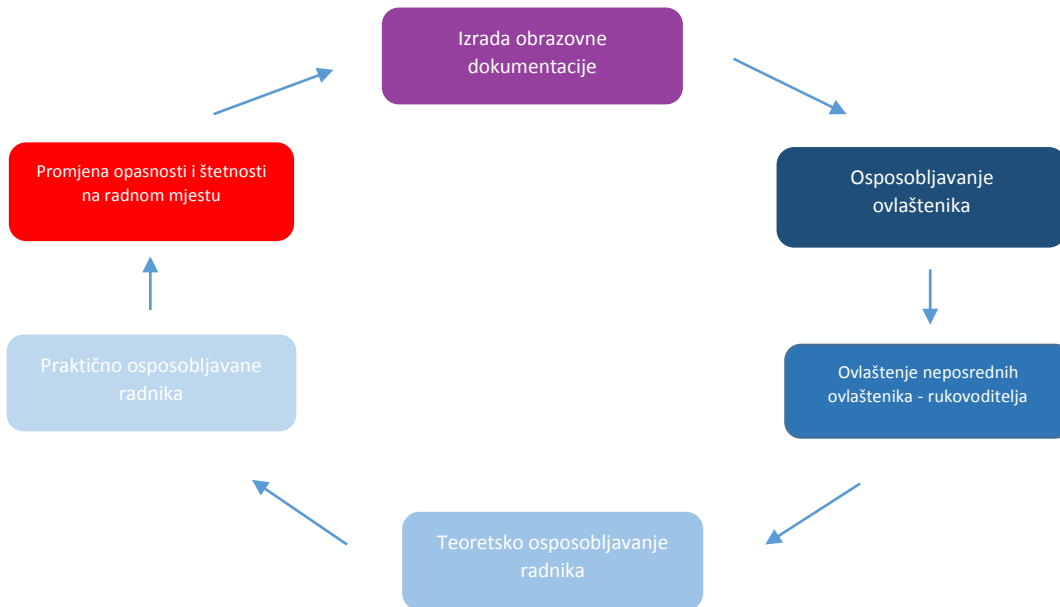 Izrada obrazovne
dokumentacije
Promjena opasnosti i štetnosti
na radnom mjestu
Osposobljavanje
ovlaštenika
Praktično osposobljavane
radnika
Ovlaštenje neposrednih
ovlaštenika - rukovoditelja
Teoretsko osposobljavanje
radnika